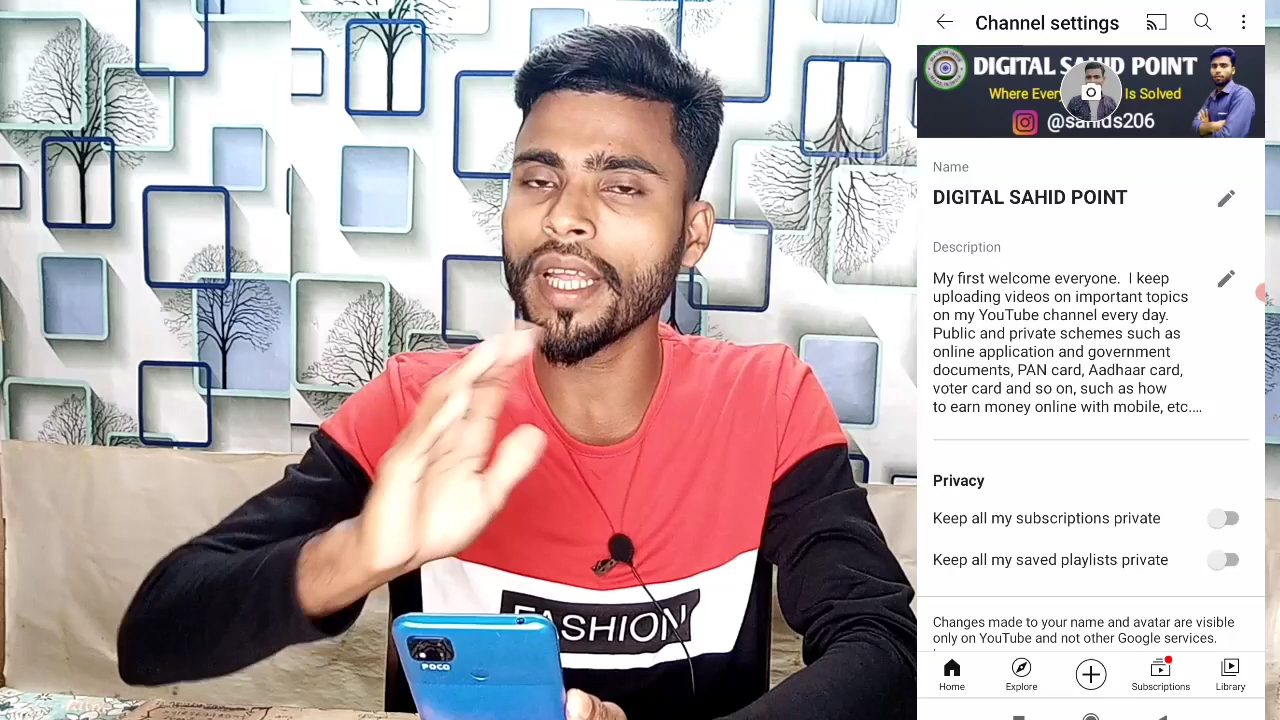 Channel settings
DIGITAL SAHID POINT
Where Is Solved
@sahids206
Name
DIGITAL SAHID POINT
Description
My first welcome everyone. I keep
uploading videos on important topics
on my YouTube channel every day.
Public and private schemes such as
online application and government
documents, PAN card, Aadhaar card,
voter card and so on, such as how
to earn money online with mobile, etc....
Privacy
Keep all my subscriptions private
Keep all my saved playlists private
Changes made to your name and avatar are visible
only on YouTube and not other Google services.
Home
Explore
Subscriptions
Library
FASHION
POCO